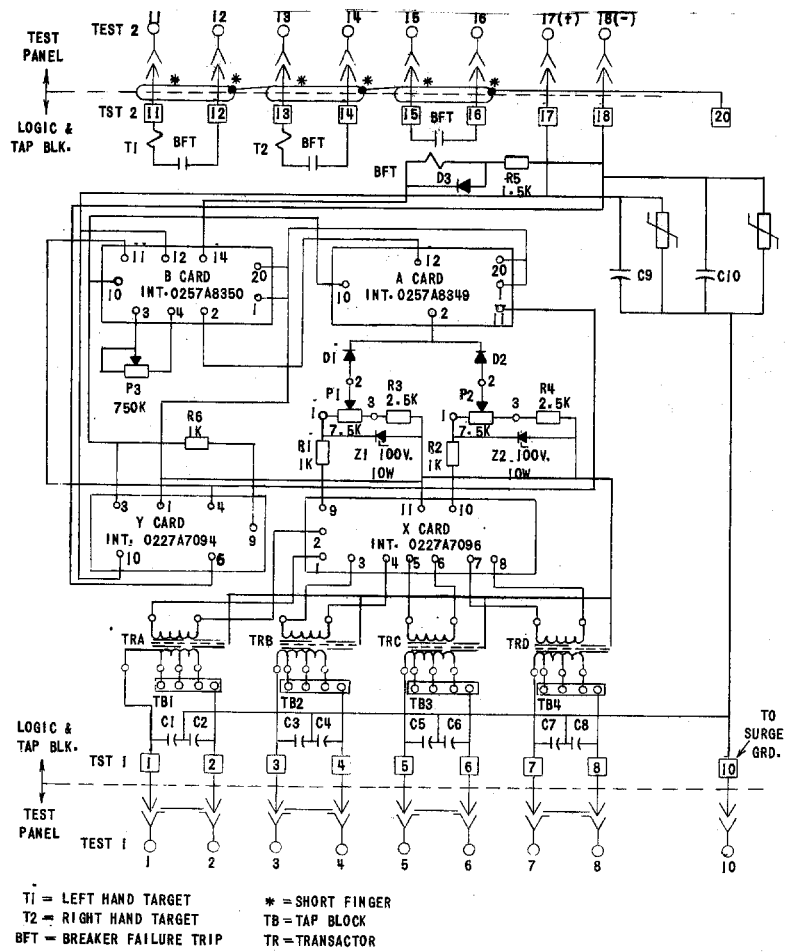 11 12 13 14 15 16 17(+) 18(-)
TEST 2
TEST
PANEL
* * * * * *
TST 2 11 12 13 14 15 16 17 18 20
LOGIC &
TAP BLK.
T1 BFT T2 BFT BFT
BFT D3 R5
1.5K
C9 C10
11 12 14 20
B CARD
INT. 0257A8350
10 1
3 4 2
12 20
A CARD
INT. 0257A8349
10 1
11
2
P3
750K
D1 D2
2 2
P1 P2
R3 R4
2.5K 2.5K
1 3 1 3
7.5K 7.5K
R6
1K
R1
1K
R2
1K
Z1 100V.
10W
Z2 100V.
10W
3 1 4
Y CARD
INT. 0227A7094
9
10 6
9 11 10
X CARD
INT. 0227A7096
2
1 3 4 5 6 7 8
TRA TRB TRC TRD
TB1 TB2 TB3 TB4
C1 C2 C3 C4 C5 C6 C7 C8
LOGIC &
TAP BLK.
TO
SURGE
GRD.
TST 1 1 2 3 4 5 6 7 8 10
TEST
PANEL
TEST 1
1 2 3 4 5 6 7 8 10
T1 = LEFT HAND TARGET
T2 = RIGHT HAND TARGET
BFT = BREAKER FAILURE TRIP
* = SHORT FINGER
TB = TAP BLOCK
TR = TRANSACTOR